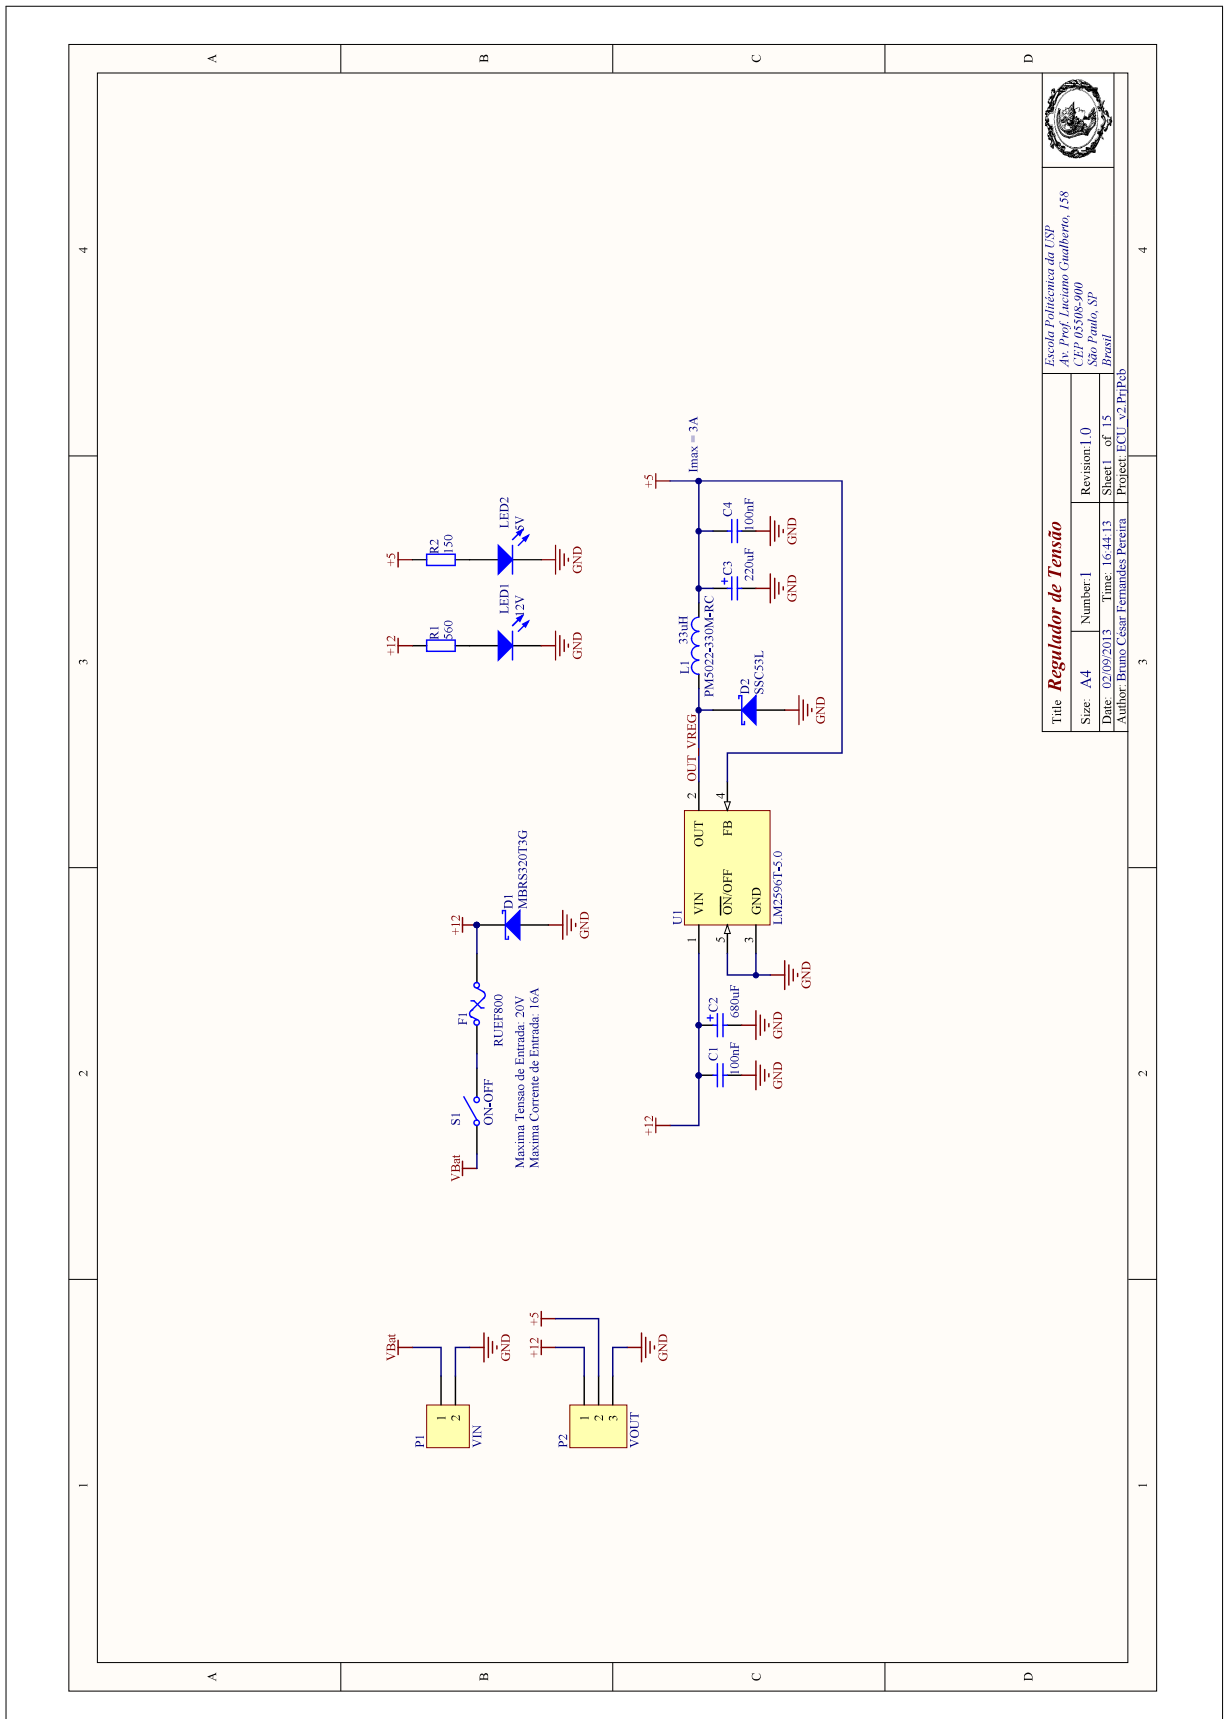 1
2
3
4
A
A
B
B
C
C
D
D
P1
1
2
VIN
VBat
GND
P2
1
2
3
VOUT
+12
+5
GND
VBat
S1
ON-OFF
F1
RUEF800
+12
D1
MBRS320T3G
GND
Maxima Tensao de Entrada: 20V
Maxima Corrente de Entrada: 16A
+12
R1
560
LED1
12V
GND
+5
R2
150
LED2
5V
GND
+12
C1
100nF
GND
+C2
680uF
GND
GND
U1
1
VIN
5
ON/OFF
3
GND
OUT
2
FB
4
LM2596T-5.0
OUT_VREG
D2
SSC53L
GND
L1
33uH
PM5022-330M-RC
+C3
220uF
GND
C4
100nF
GND
+5
Imax = 3A
Title Regulador de Tensão
Size: A4
Number:1
Revision:1.0
Date: 02/09/2013
Time: 16:44:13
Sheet1 of 15
Author: Bruno César Fernandes Pereira
Project: ECU_v2.PrjPcb
Escola Politécnica da USP
Av. Prof. Luciano Gualberto, 158
CEP 05508-900
São Paulo, SP
Brasil
1
2
3
4